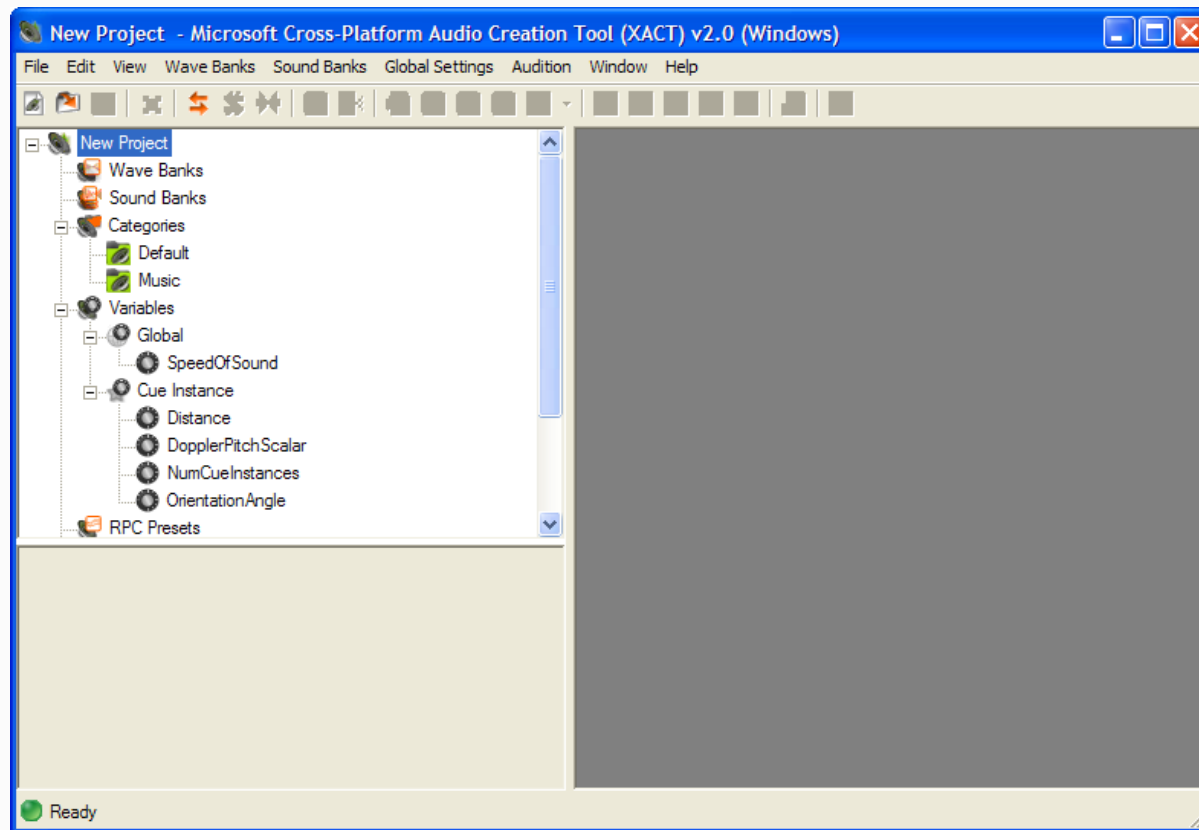 New Project - Microsoft Cross-Platform Audio Creation Tool (XACT) v2.0 (Windows)
File Edit View Wave Banks Sound Banks Global Settings Audition Window Help
New Project
Wave Banks
Sound Banks
Categories
Default
Music
Variables
Global
SpeedOfSound
Cue Instance
Distance
DopplerPitchScalar
NumCueInstances
OrientationAngle
RPC Presets
Ready